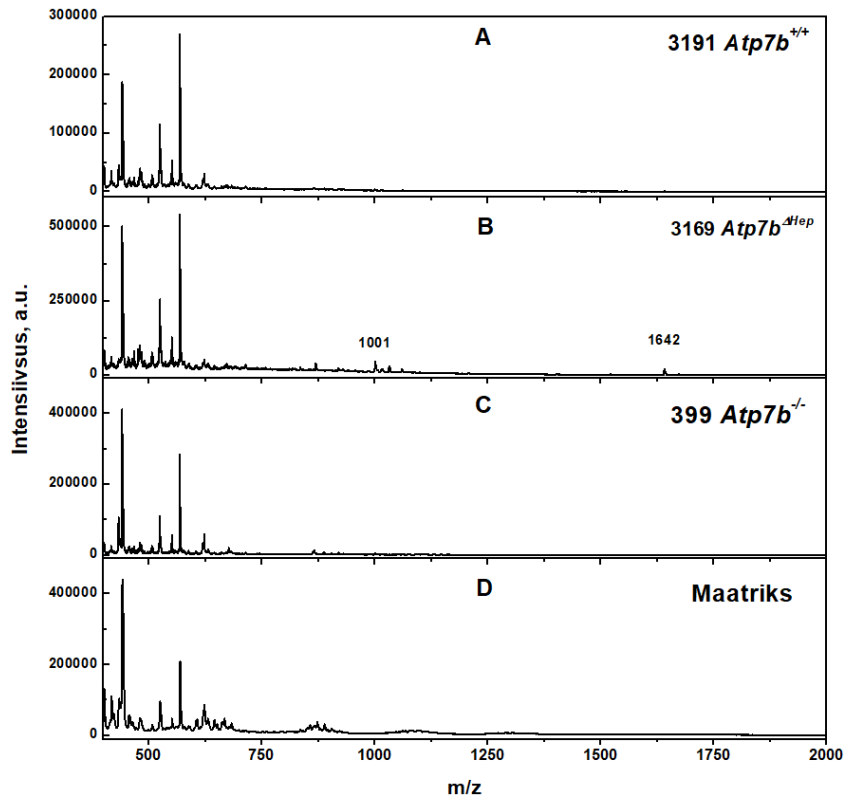 300000
A
3191 Atp7b+/+
200000
100000
0
B
3169 Atp7bΔHep
500000
250000
1001
1642
0
C
399 Atp7b-/-
400000
200000
0
D
Maatriks
400000
200000
0
500
750
1000
1250
1500
1750
2000
m/z
Intensiivsus, a.u.